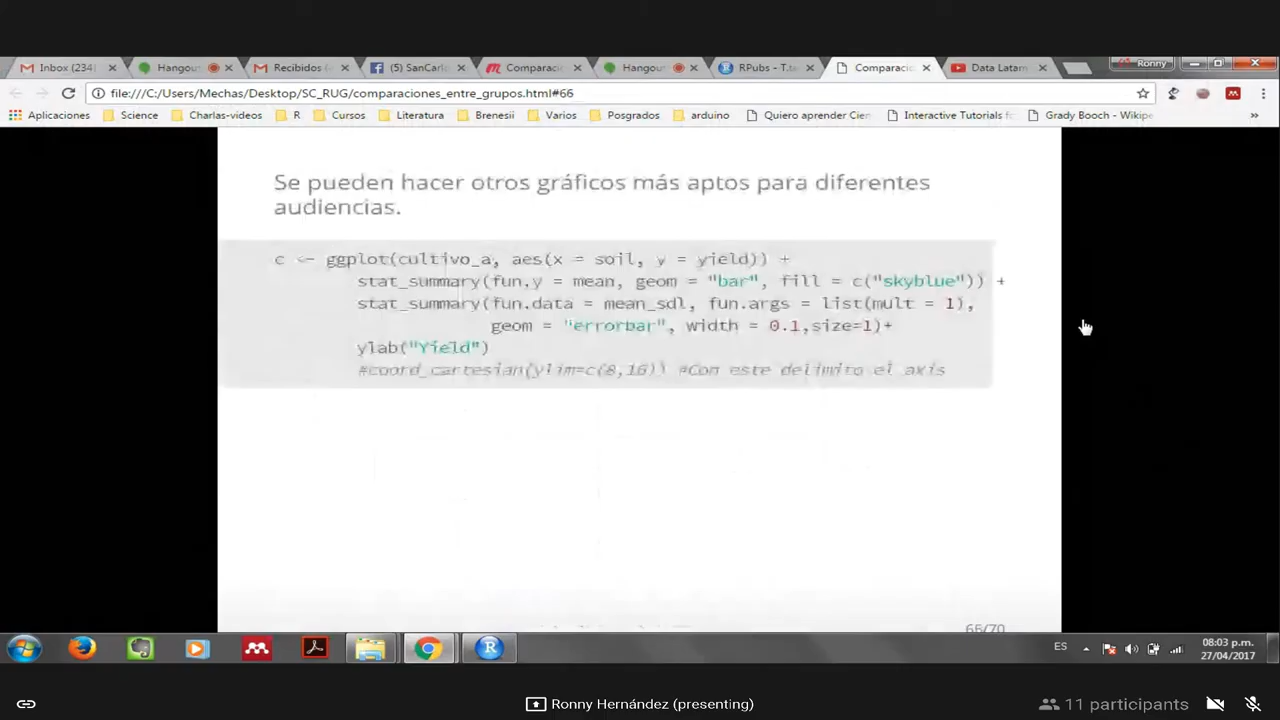 Inbox (234)
Hangou
Recibidos (
(5) SanCarl
Comparaci
Hangou
RPubs - T.te
Comparaci
Data Latam
Ronny
file:///C:/Users/Mechas/Desktop/SC_RUG/comparaciones_entre_grupos.html#66
Aplicaciones Science Charlas-videos R Cursos Literatura Brenesii Varios Posgrados arduino Quiero aprender Cien Interactive Tutorials fo Grady Booch - Wikipe »
Se pueden hacer otros gráficos más aptos para diferentes
audiencias.
c <- ggplot(cultivo_a, aes(x = soil, y = yield)) +
stat_summary(fun.y = mean, geom = "bar", fill = c("skyblue")) +
stat_summary(fun.data = mean_sdl, fun.args = list(mult = 1),
geom = "errorbar", width = 0.1,size=1)+
ylab("Yield")
#coord_cartesian(ylim=c(8,16)) #Con este delimito el axis
ES
08:03 p.m.
27/04/2017
Ronny Hernández (presenting)
11 participants